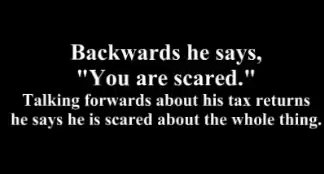 Backwards he says,
"You are scared."
Talking forwards about his tax returns
he says he is scared about the whole thing.